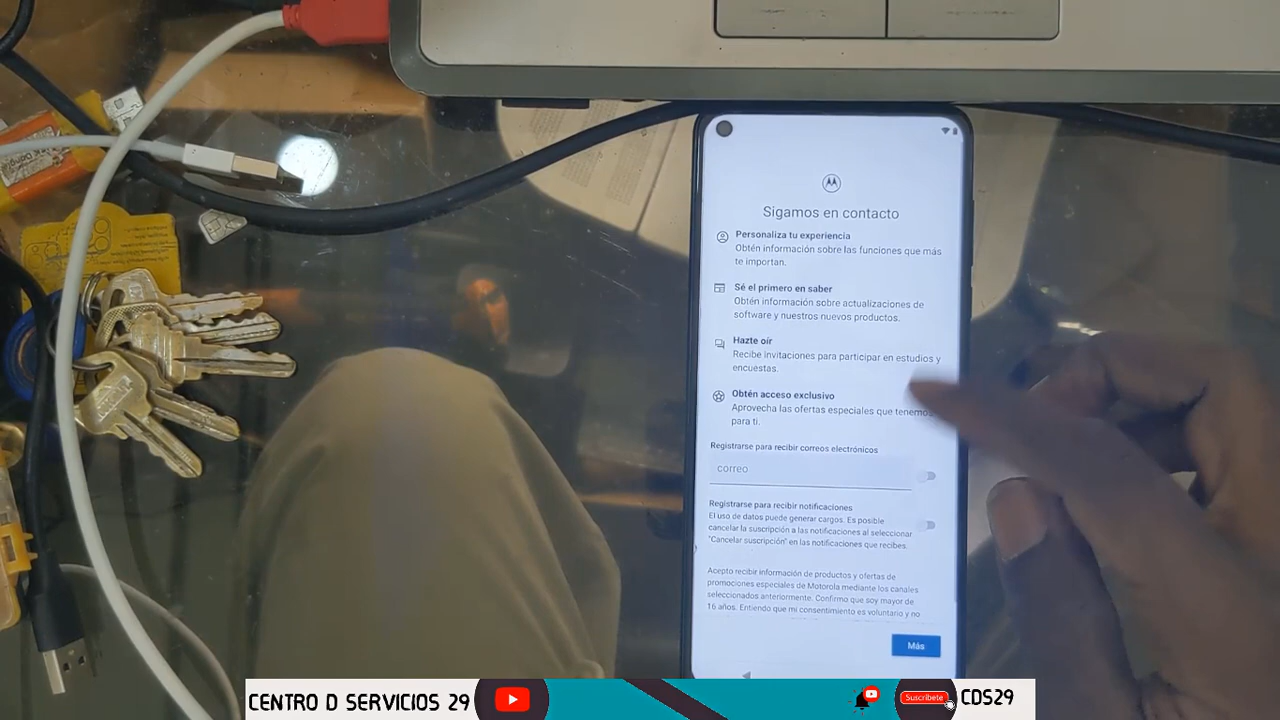 Sigamos en contacto
Personaliza tu experiencia
Obtén información sobre las funciones que más
te importan.
Sé el primero en saber
Obtén información sobre actualizaciones de
software y nuestros nuevos productos.
Hazte oír
Recibe invitaciones para participar en estudios y
encuestas.
Obtén acceso exclusivo
Aprovecha las ofertas especiales que tenemos
para ti.
Registrarse para recibir correos electrónicos
correo
Registrarse para recibir notificaciones
El uso de datos puede generar cargos. Es posible
cancelar la suscripción a las notificaciones al seleccionar
"Cancelar suscripción" en las notificaciones que recibes.
Acepto recibir información de productos y ofertas de
promociones especiales de Motorola mediante los canales
seleccionados anteriormente. Confirmo que soy mayor de
16 años. Entiendo que mi consentimiento es voluntario y no
Más
CENTRO D SERVICIOS 29
Suscribete
CDS29